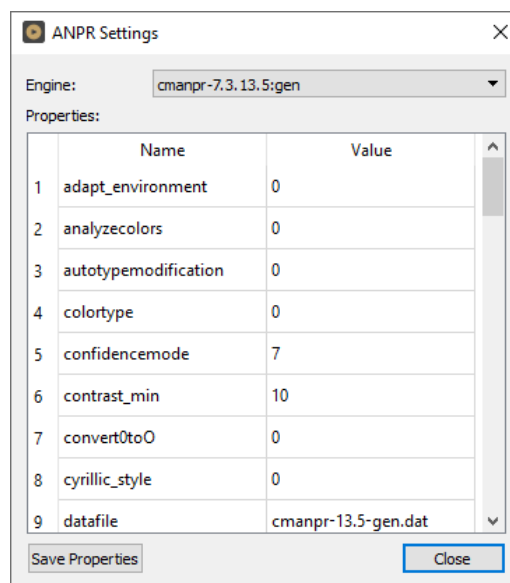 ANPR Settings
Engine: cmanpr-7.3.13.5:gen
Properties:
Name Value
1 adapt_environment 0
2 analyzecolors 0
3 autotypemodification 0
4 colortype 0
5 confidencemode 7
6 contrast_min 10
7 convert0toO 0
8 cyrillic_style 0
9 datafile cmanpr-13.5-gen.dat
Save Properties Close